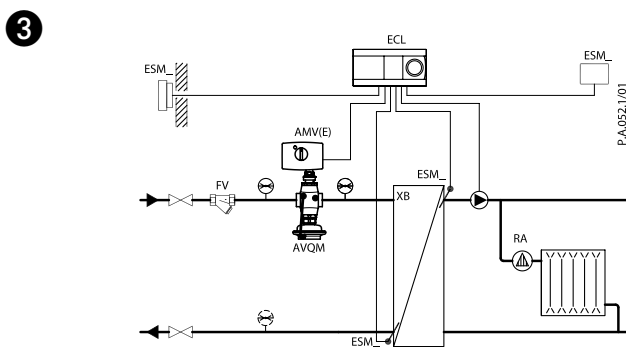 3
ECL
ESM_
ESM_
P.A.052.1/01
AMV(E)
FV
ESM_
XB
AVQM
RA
ESM_